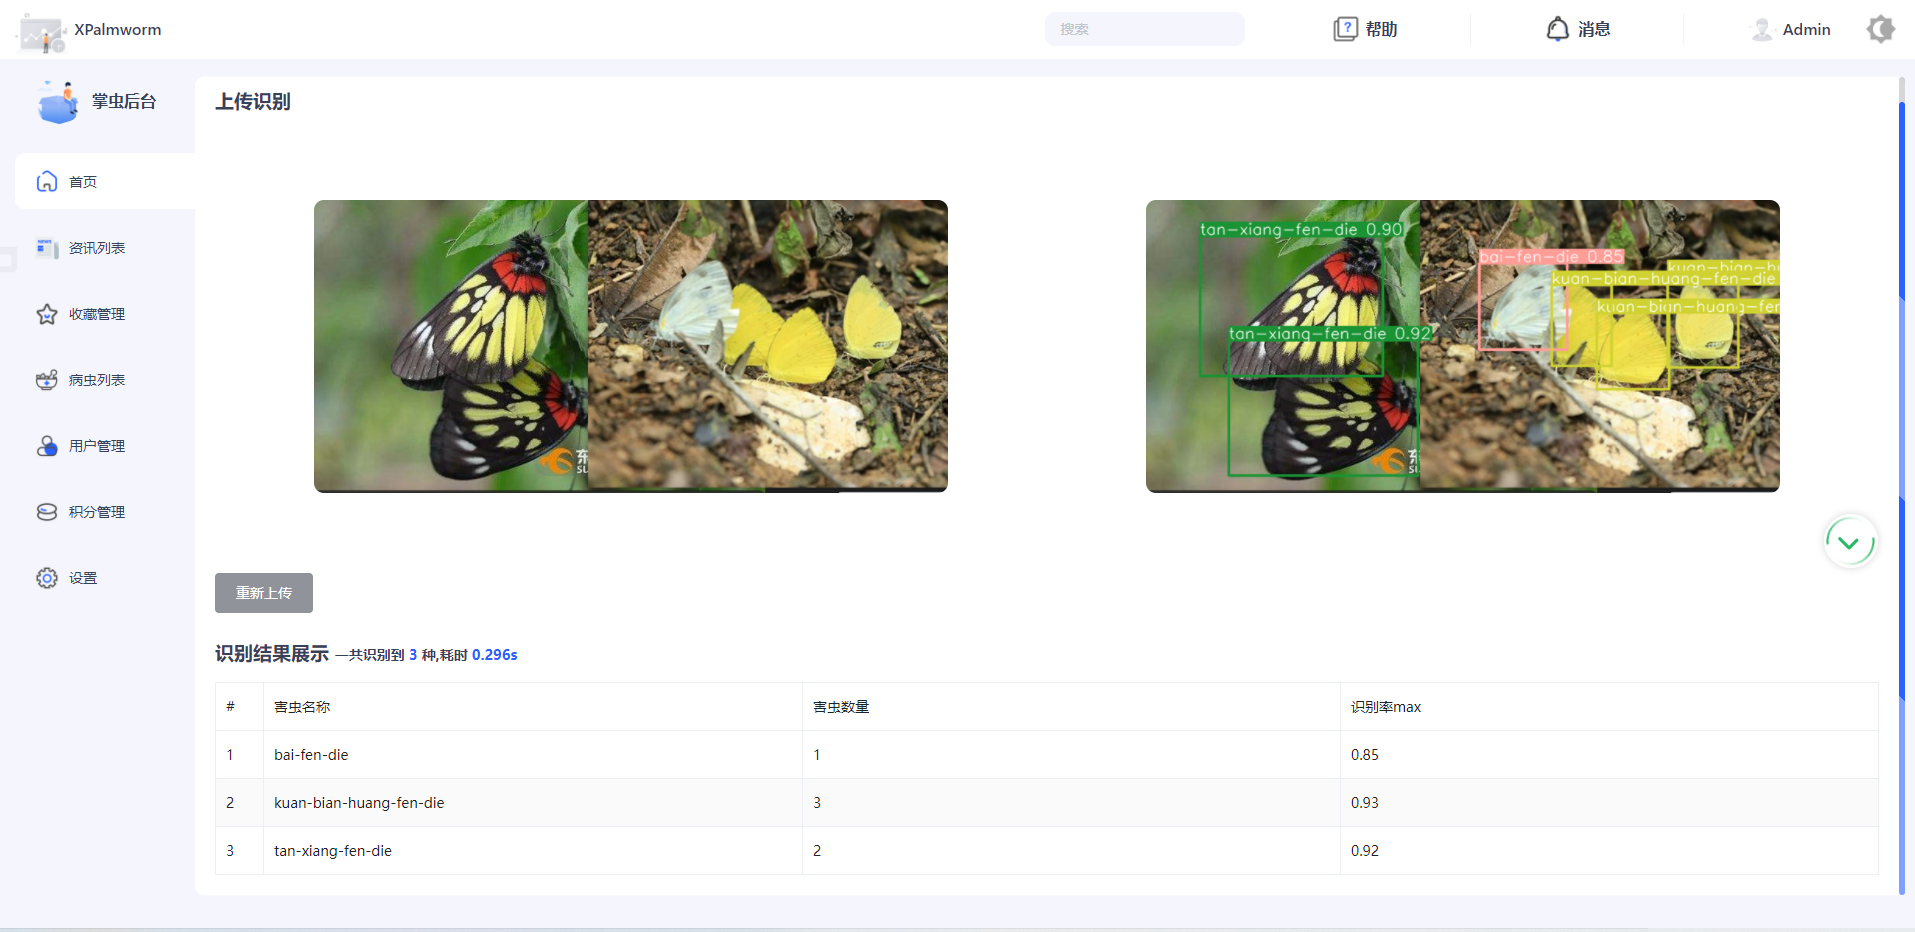 XPalmworm
搜索
帮助
消息
Admin
掌虫后台
首页
资讯列表
收藏管理
病虫列表
用户管理
积分管理
设置
上传识别
tan-xiang-fen-die 0.90
tan-xiang-fen-die 0.92
bai-fen-die 0.85
kuan-bian-hu
kuan-bian-huang-fen-die
kuan-bian-huang-fer
重新上传
识别结果展示 —共识别到 3 种,耗时 0.296s
# 害虫名称 害虫数量 识别率max
1 bai-fen-die 1 0.85
2 kuan-bian-huang-fen-die 3 0.93
3 tan-xiang-fen-die 2 0.92